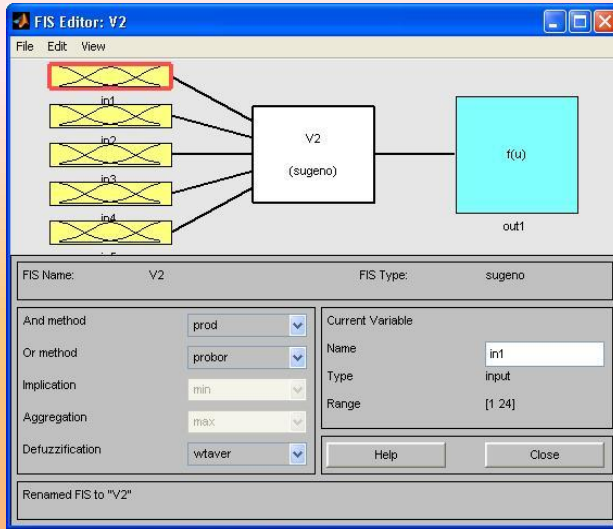 FIS Editor: V2
File Edit View
in1
in2
in3
in4
V2
(sugeno)
f(u)
out1
FIS Name: V2 FIS Type: sugeno
And method prod
Or method probor
Implication min
Aggregation max
Defuzzification wtaver
Current Variable
Name in1
Type input
Range [1 24]
Help Close
Renamed FIS to "V2"